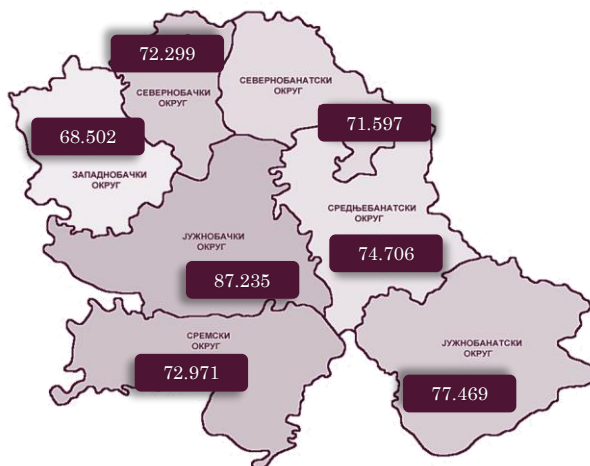 72.299
СЕВЕРНОБАЧКИ
ОКРУГ
СЕВЕРНОБАНАТСКИ
ОКРУГ
71.597
68.502
ЗАПАДНОБАЧКИ
ОКРУГ
СРЕДЊЕБАНАТСКИ
ОКРУГ
74.706
ЈУЖНОБАЧКИ
ОКРУГ
87.235
СРЕМСКИ
ОКРУГ
72.971
ЈУЖНОБАНАТСКИ
ОКРУГ
77.469